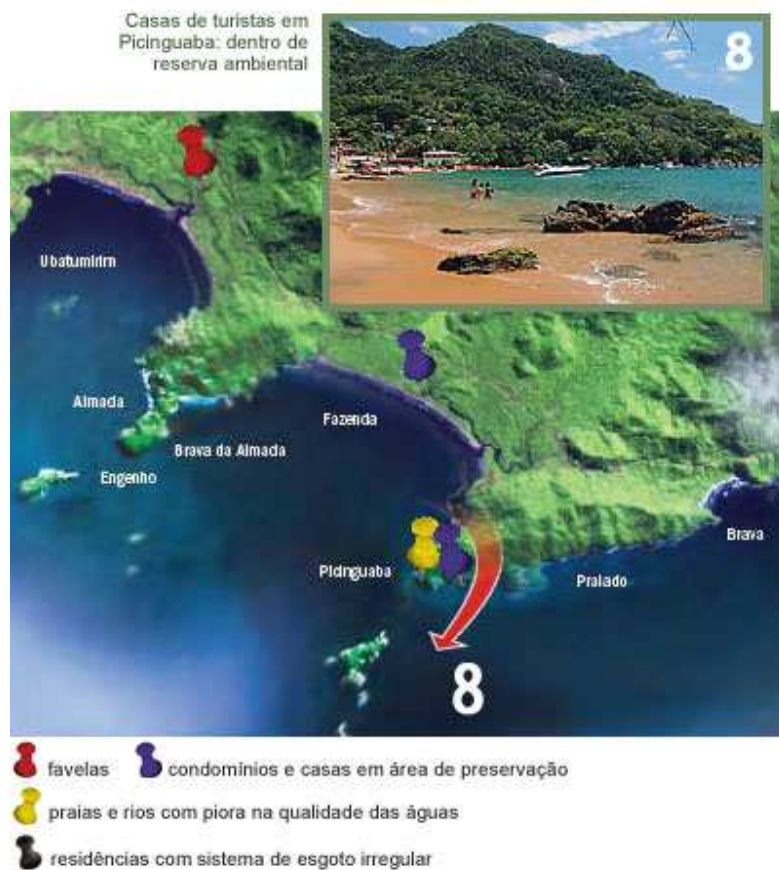 Casas de turistas em
Picinguaba: dentro de
reserva ambiental
8
Ubatumirim
Almada
Fazenda
Brava da Almada
Engenho
Brava
Picinguaba
Praiado
8
favelas condomínios e casas em área de preservação
praias e rios com piora na qualidade das águas
residências com sistema de esgoto irregular